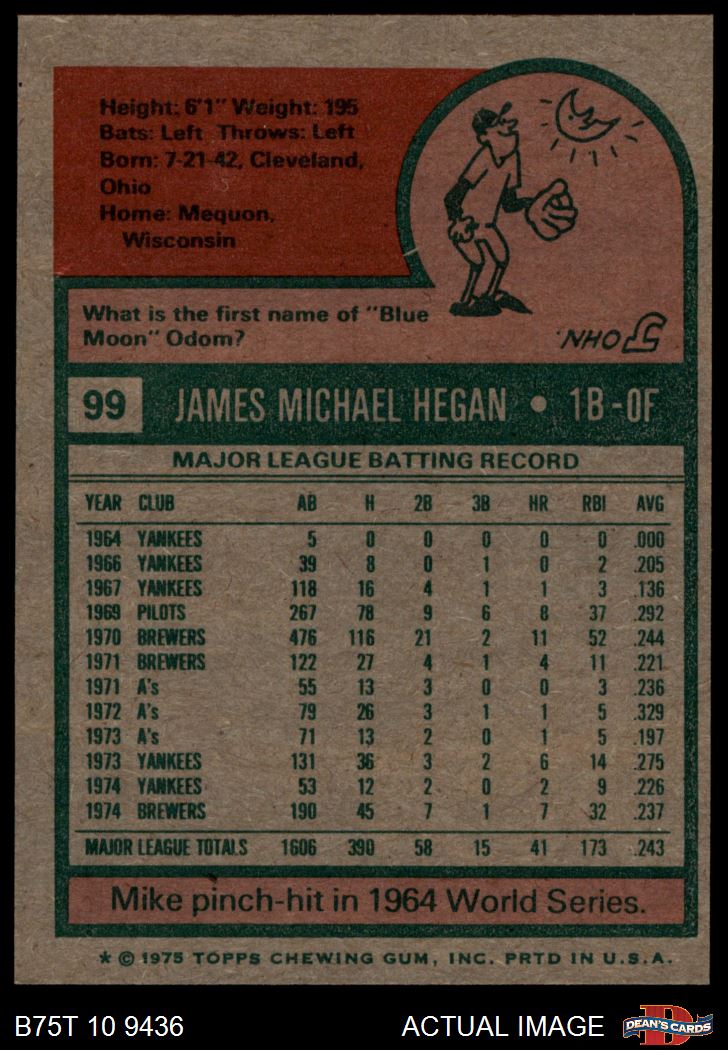 Height: 6'1" Weight: 195
Bats: Left Throws: Left
Born: 7-21-42, Cleveland,
Ohio
Home: Mequon,
Wisconsin
What is the first name of "Blue
Moon" Odom?
JOHN.
99 JAMES MICHAEL HEGAN • 1B-OF
MAJOR LEAGUE BATTING RECORD
YEAR CLUB AB H 2B 3B HR RBI AVG
1964 YANKEES 5 0 0 0 0 0 .000
1966 YANKEES 39 8 0 1 0 2 .205
1967 YANKEES 118 16 4 1 1 3 .136
1969 PILOTS 267 78 9 6 8 37 .292
1970 BREWERS 476 116 21 2 11 52 .244
1971 BREWERS 122 27 4 1 4 11 .221
1971 A's 55 13 3 0 0 3 .236
1972 A's 79 26 3 1 1 5 .329
1973 A's 71 13 2 0 1 5 .197
1973 YANKEES 131 36 3 2 6 14 .275
1974 YANKEES 53 12 2 0 2 9 .226
1974 BREWERS 190 45 7 1 7 32 .237
MAJOR LEAGUE TOTALS 1606 390 58 15 41 173 .243
Mike pinch-hit in 1964 World Series.
* © 1975 TOPPS CHEWING GUM, INC. PRTD IN U.S.A.
B75T 10 9436 ACTUAL IMAGE DEAN'S CARDS